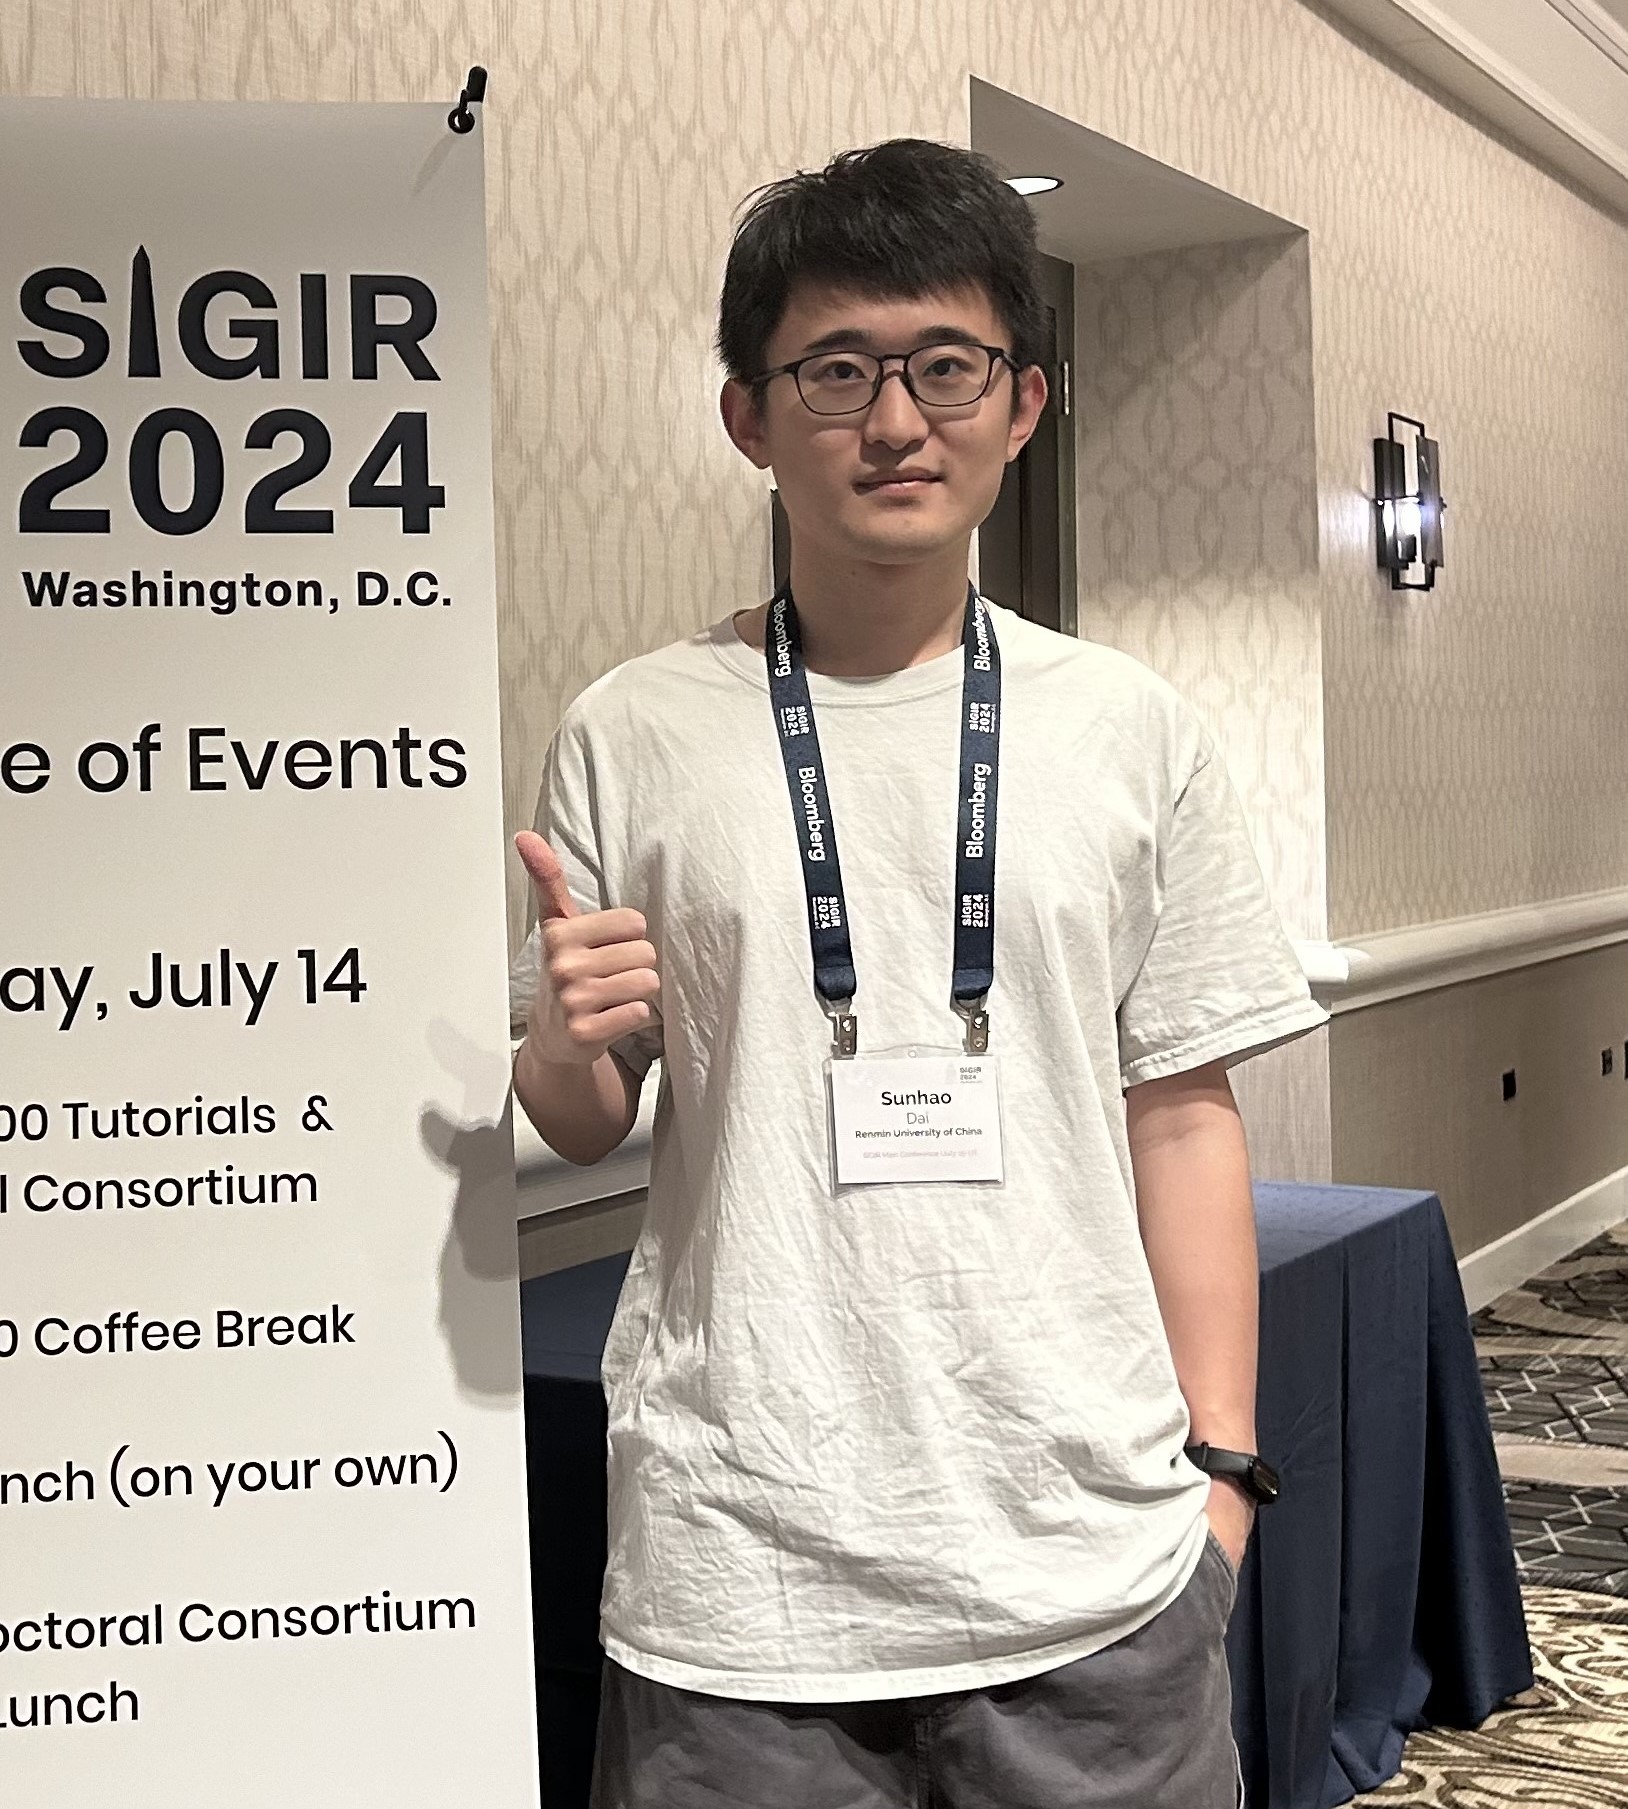 SIGIR
2024
Washington, D.C.
e of Events
ay, July 14
00 Tutorials &
l Consortium
0 Coffee Break
nch (on your own)
octoral Consortium
Lunch
Bloomberg
SIGIR
2024
Bloomberg
SIGIR
2024
Bloomberg
SIGIR
2024
Bloomberg
SIGIR
2024
SIGIR
2024
Sunhao
Dai
Renmin University of China